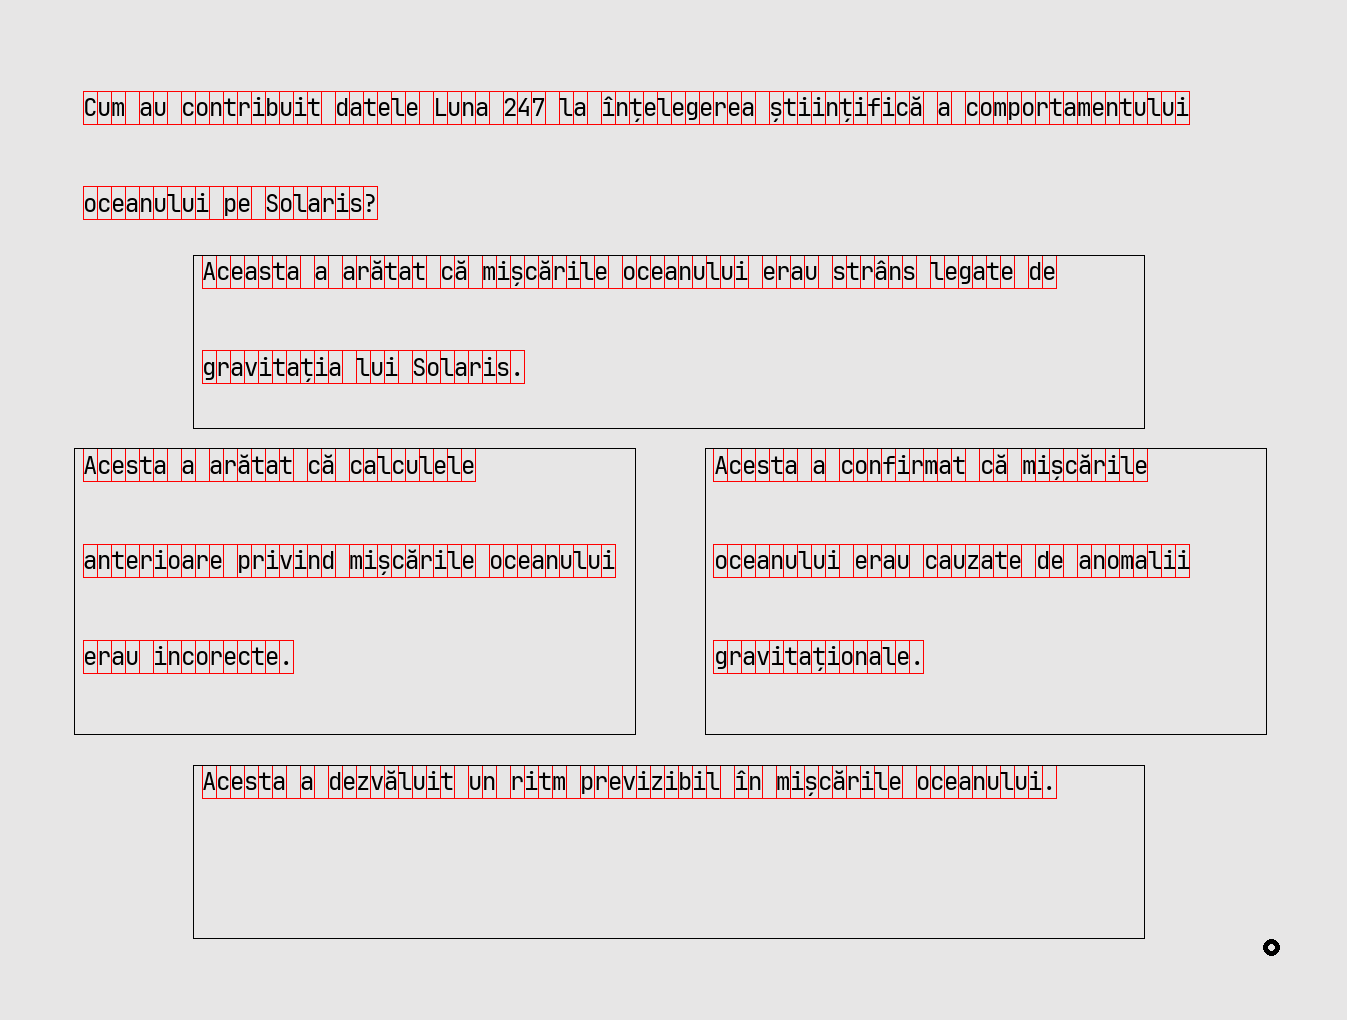 Cum au contribuit datele Luna 247 la înțelegerea științifică a comportamentului
oceanului pe Solaris?
Aceasta a arătat că mișcările oceanului erau strâns legate de
gravitația lui Solaris.
Acesta a arătat că calculele
anterioare privind mișcările oceanului
erau incorecte.
Acesta a confirmat că mișcările
oceanului erau cauzate de anomalii
gravitaționale.
Acesta a dezvăluit un ritm previzibil în mișcările oceanului.